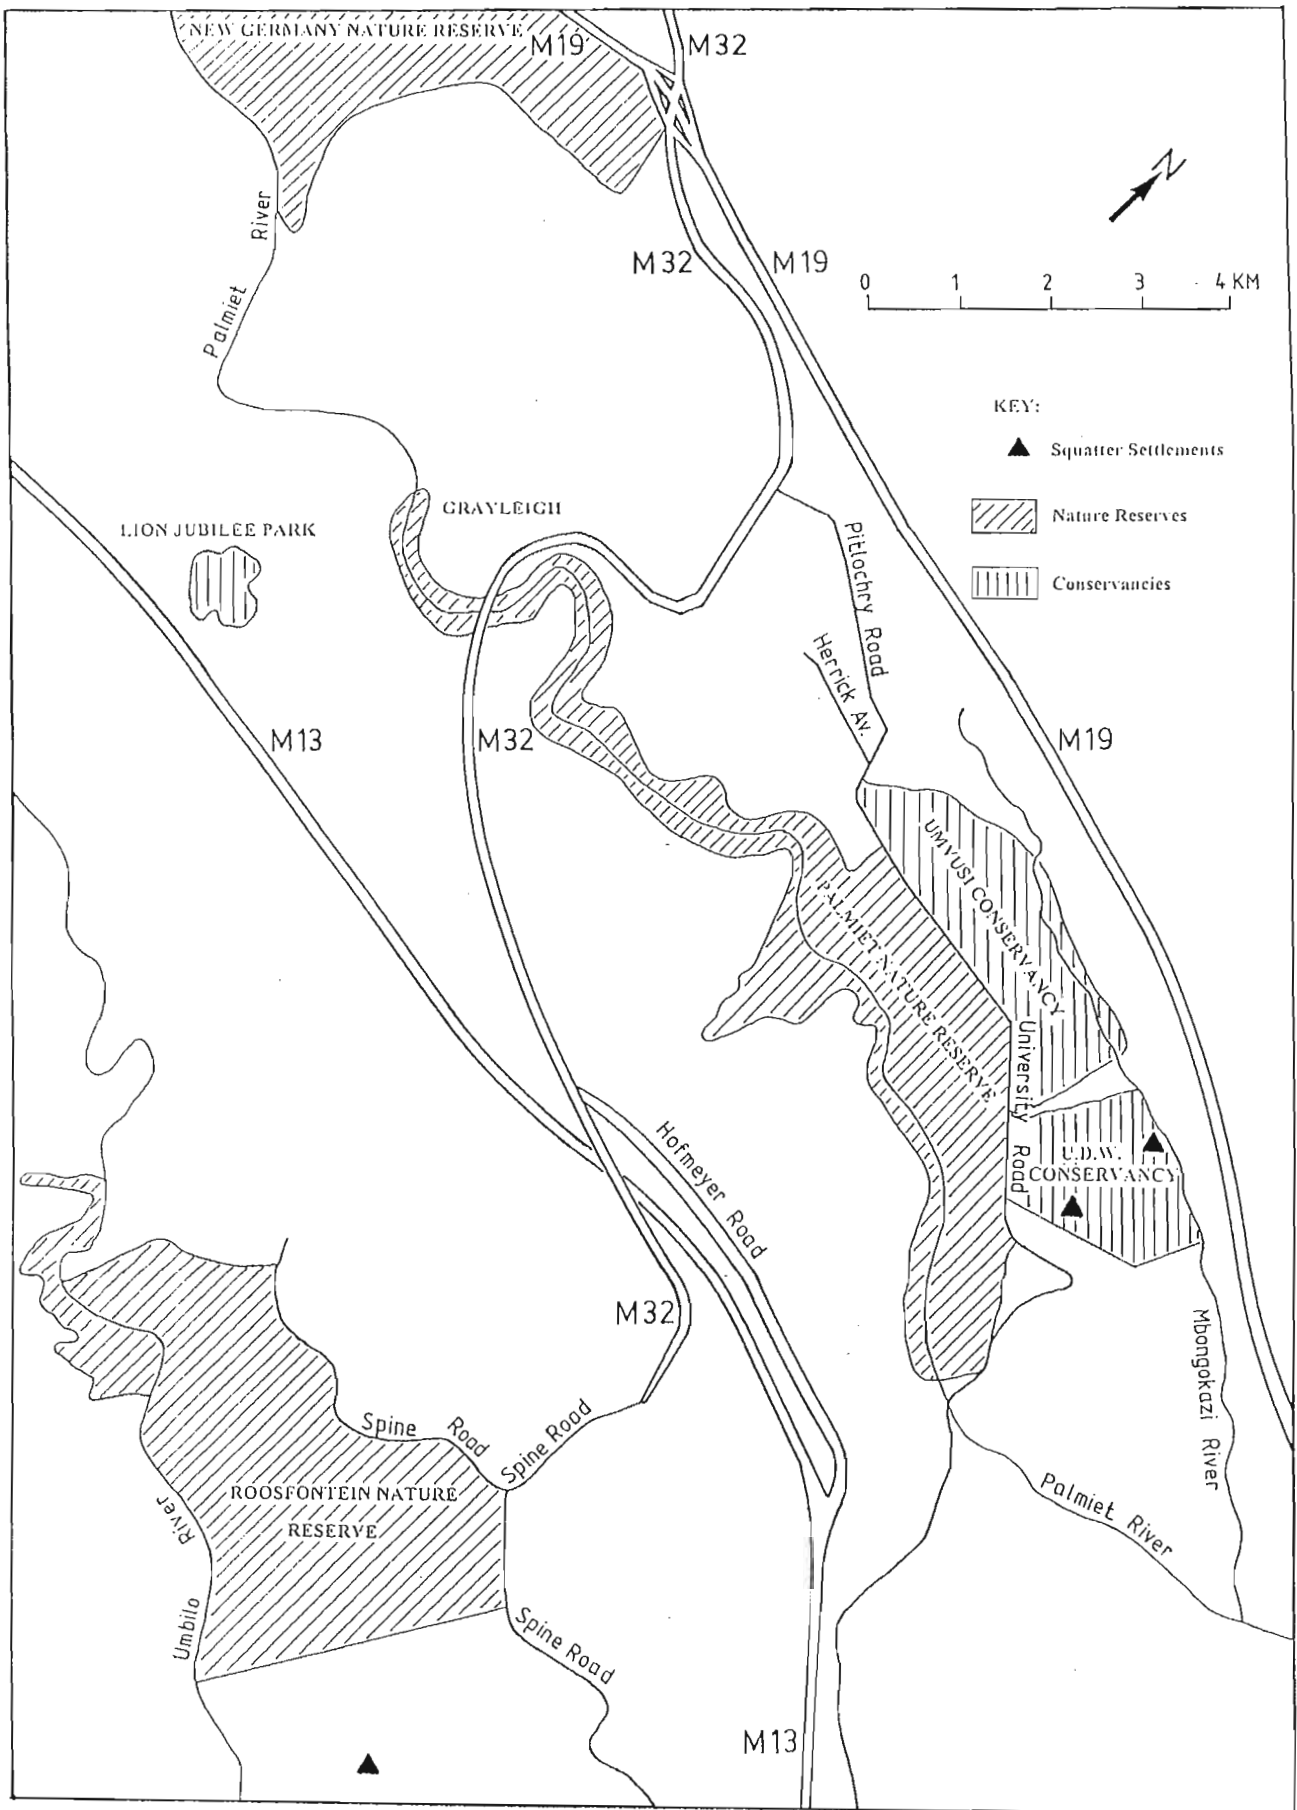 NEW GERMANY NATURE RESERVE
M19
M32
N
River
M32
M19
0 1 2 3 4 KM
Palmiet
KEY:
Squatter Settlements
GRAYLEIGH
Nature Reserves
LION JUBILEE PARK
Pitlochry Road
Conservancies
Herrick Av.
M13
M32
M19
UMVUSI CONSERVANCY
PALMIET NATURE RESERVE
University Road
Hofmeyr Road
U.D.W.
CONSERVANCY
M32
Mbongokazi River
Spine Road
Spine Road
ROOSFONTEIN NATURE
RESERVE
Palmiet River
River
Umbilo
Spine Road
M13